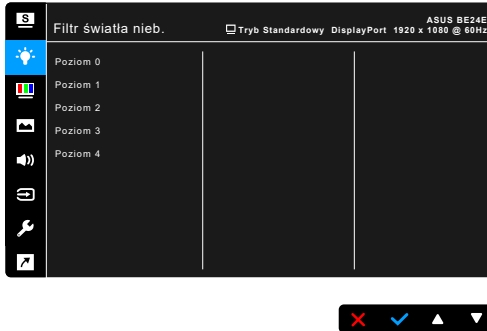 S
ASUS BE24E
Filtr światła nieb.
Tryb Standardowy DisplayPort 1920 x 1080 @ 60Hz
Poziom 0
Poziom 1
Poziom 2
Poziom 3
Poziom 4